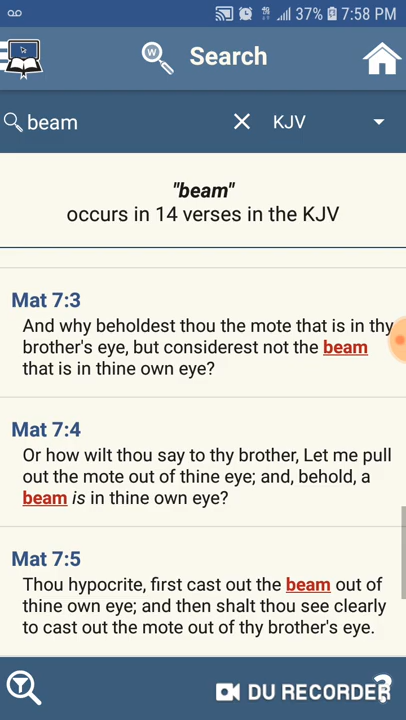 37% 7:58 PM
W Search
beam KJV
"beam"
occurs in 14 verses in the KJV
Mat 7:3
And why beholdest thou the mote that is in thy
brother's eye, but considerest not the beam
that is in thine own eye?
Mat 7:4
Or how wilt thou say to thy brother, Let me pull
out the mote out of thine eye; and, behold, a
beam is in thine own eye?
Mat 7:5
Thou hypocrite, first cast out the beam out of
thine own eye; and then shalt thou see clearly
to cast out the mote out of thy brother's eye.
DU RECORDER ?